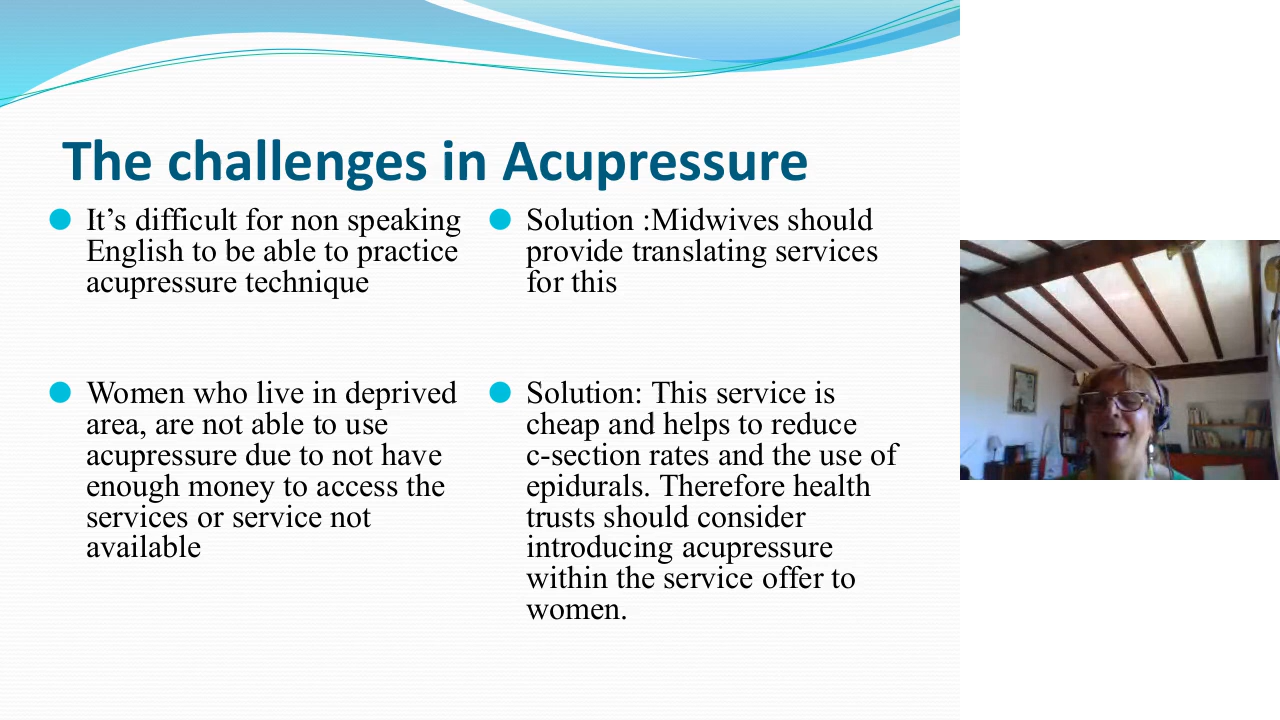 The challenges in Acupressure
It’s difficult for non speaking
English to be able to practice
acupressure technique
Women who live in deprived
area, are not able to use
acupressure due to not have
enough money to access the
services or service not
available
Solution :Midwives should
provide translating services
for this
Solution: This service is
cheap and helps to reduce
c-section rates and the use of
epidurals. Therefore health
trusts should consider
introducing acupressure
within the service offer to
women.